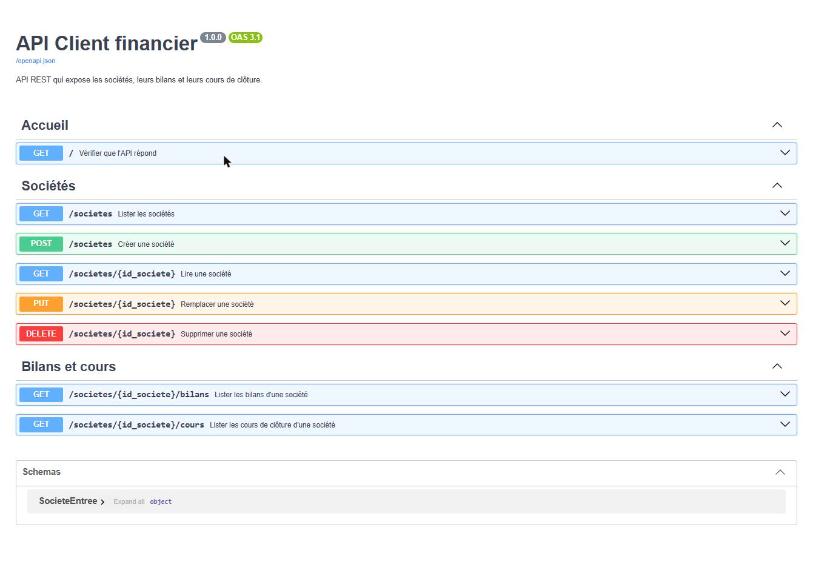 API Client financier 1.0.0 OAS 3.1
/openapi.json
API REST qui expose les sociétés, leurs bilans et leurs cours de clôture.
Accueil
GET / Vérifier que l'API répond
Sociétés
GET /societes Lister les sociétés
POST /societes Créer une société
GET /societes/{id_societe} Lire une société
PUT /societes/{id_societe} Remplacer une société
DELETE /societes/{id_societe} Supprimer une société
Bilans et cours
GET /societes/{id_societe}/bilans Lister les bilans d'une société
GET /societes/{id_societe}/cours Lister les cours de clôture d'une société
Schemas
SocieteEntree Expand all object